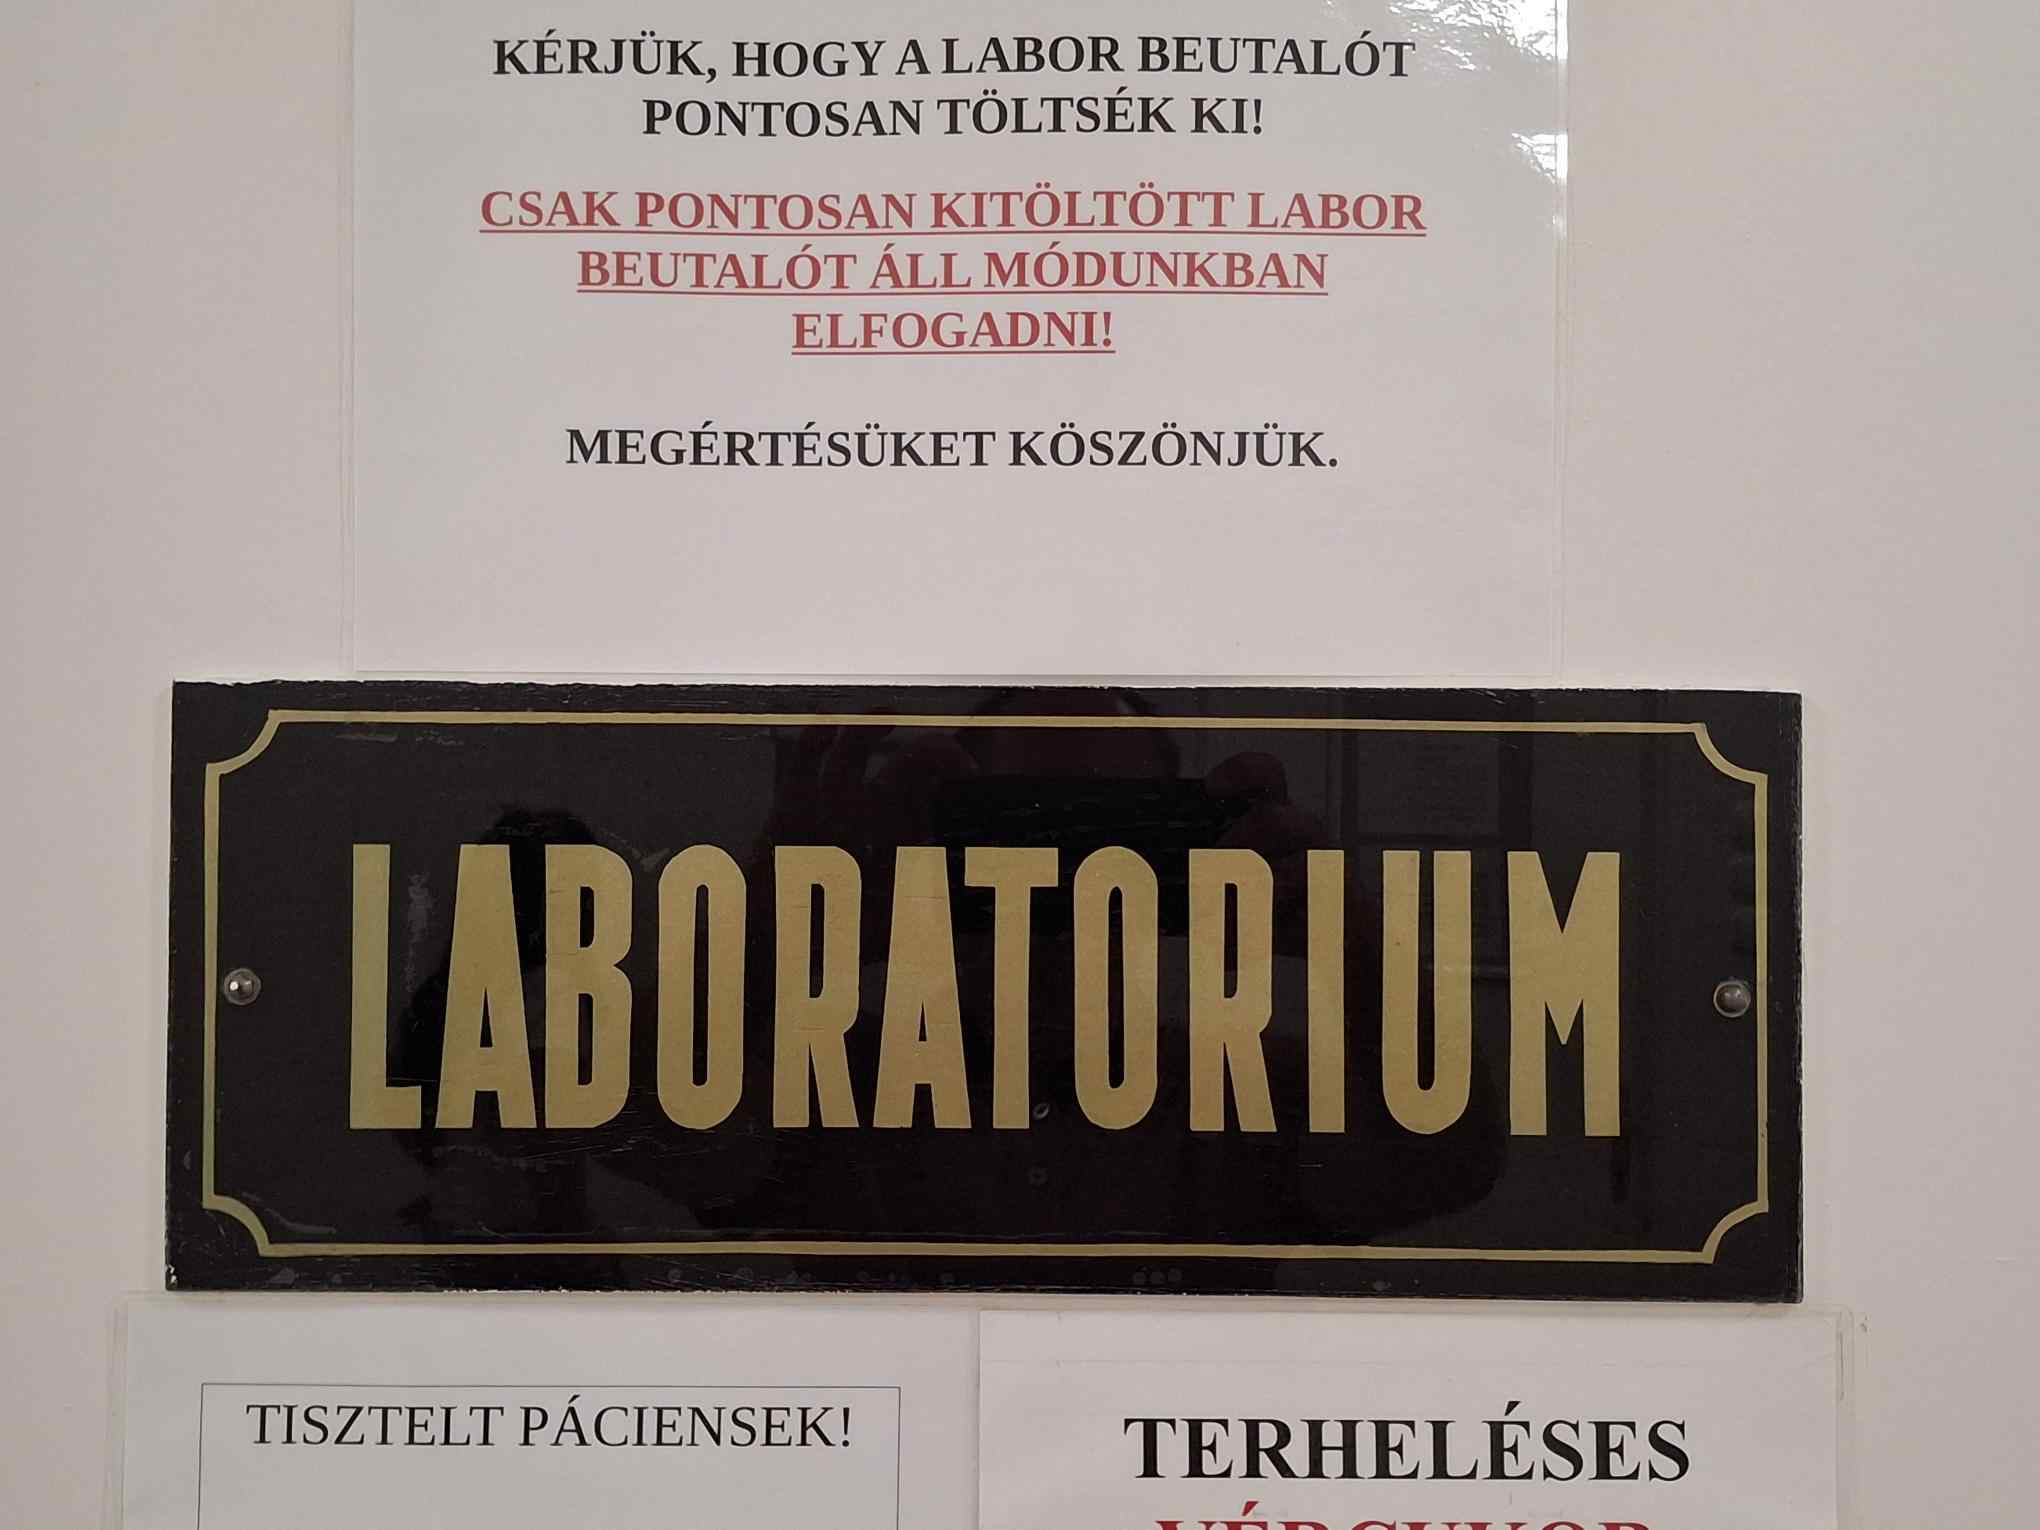 KÉRJÜK, HOGY A LABOR BEUTALÓT
PONTOSAN TÖLTSÉK KI!
CSAK PONTOSAN KITÖLTÖTT LABOR
BEUTALÓT ÁLL MÓDUNKBAN
ELFOGADNI!
MEGÉRTÉSÜKET KÖSZÖNJÜK.
LABORATORIUM
TISZTELT PÁCIENSEK!
TERHELÉSES
VÉRCUKOR